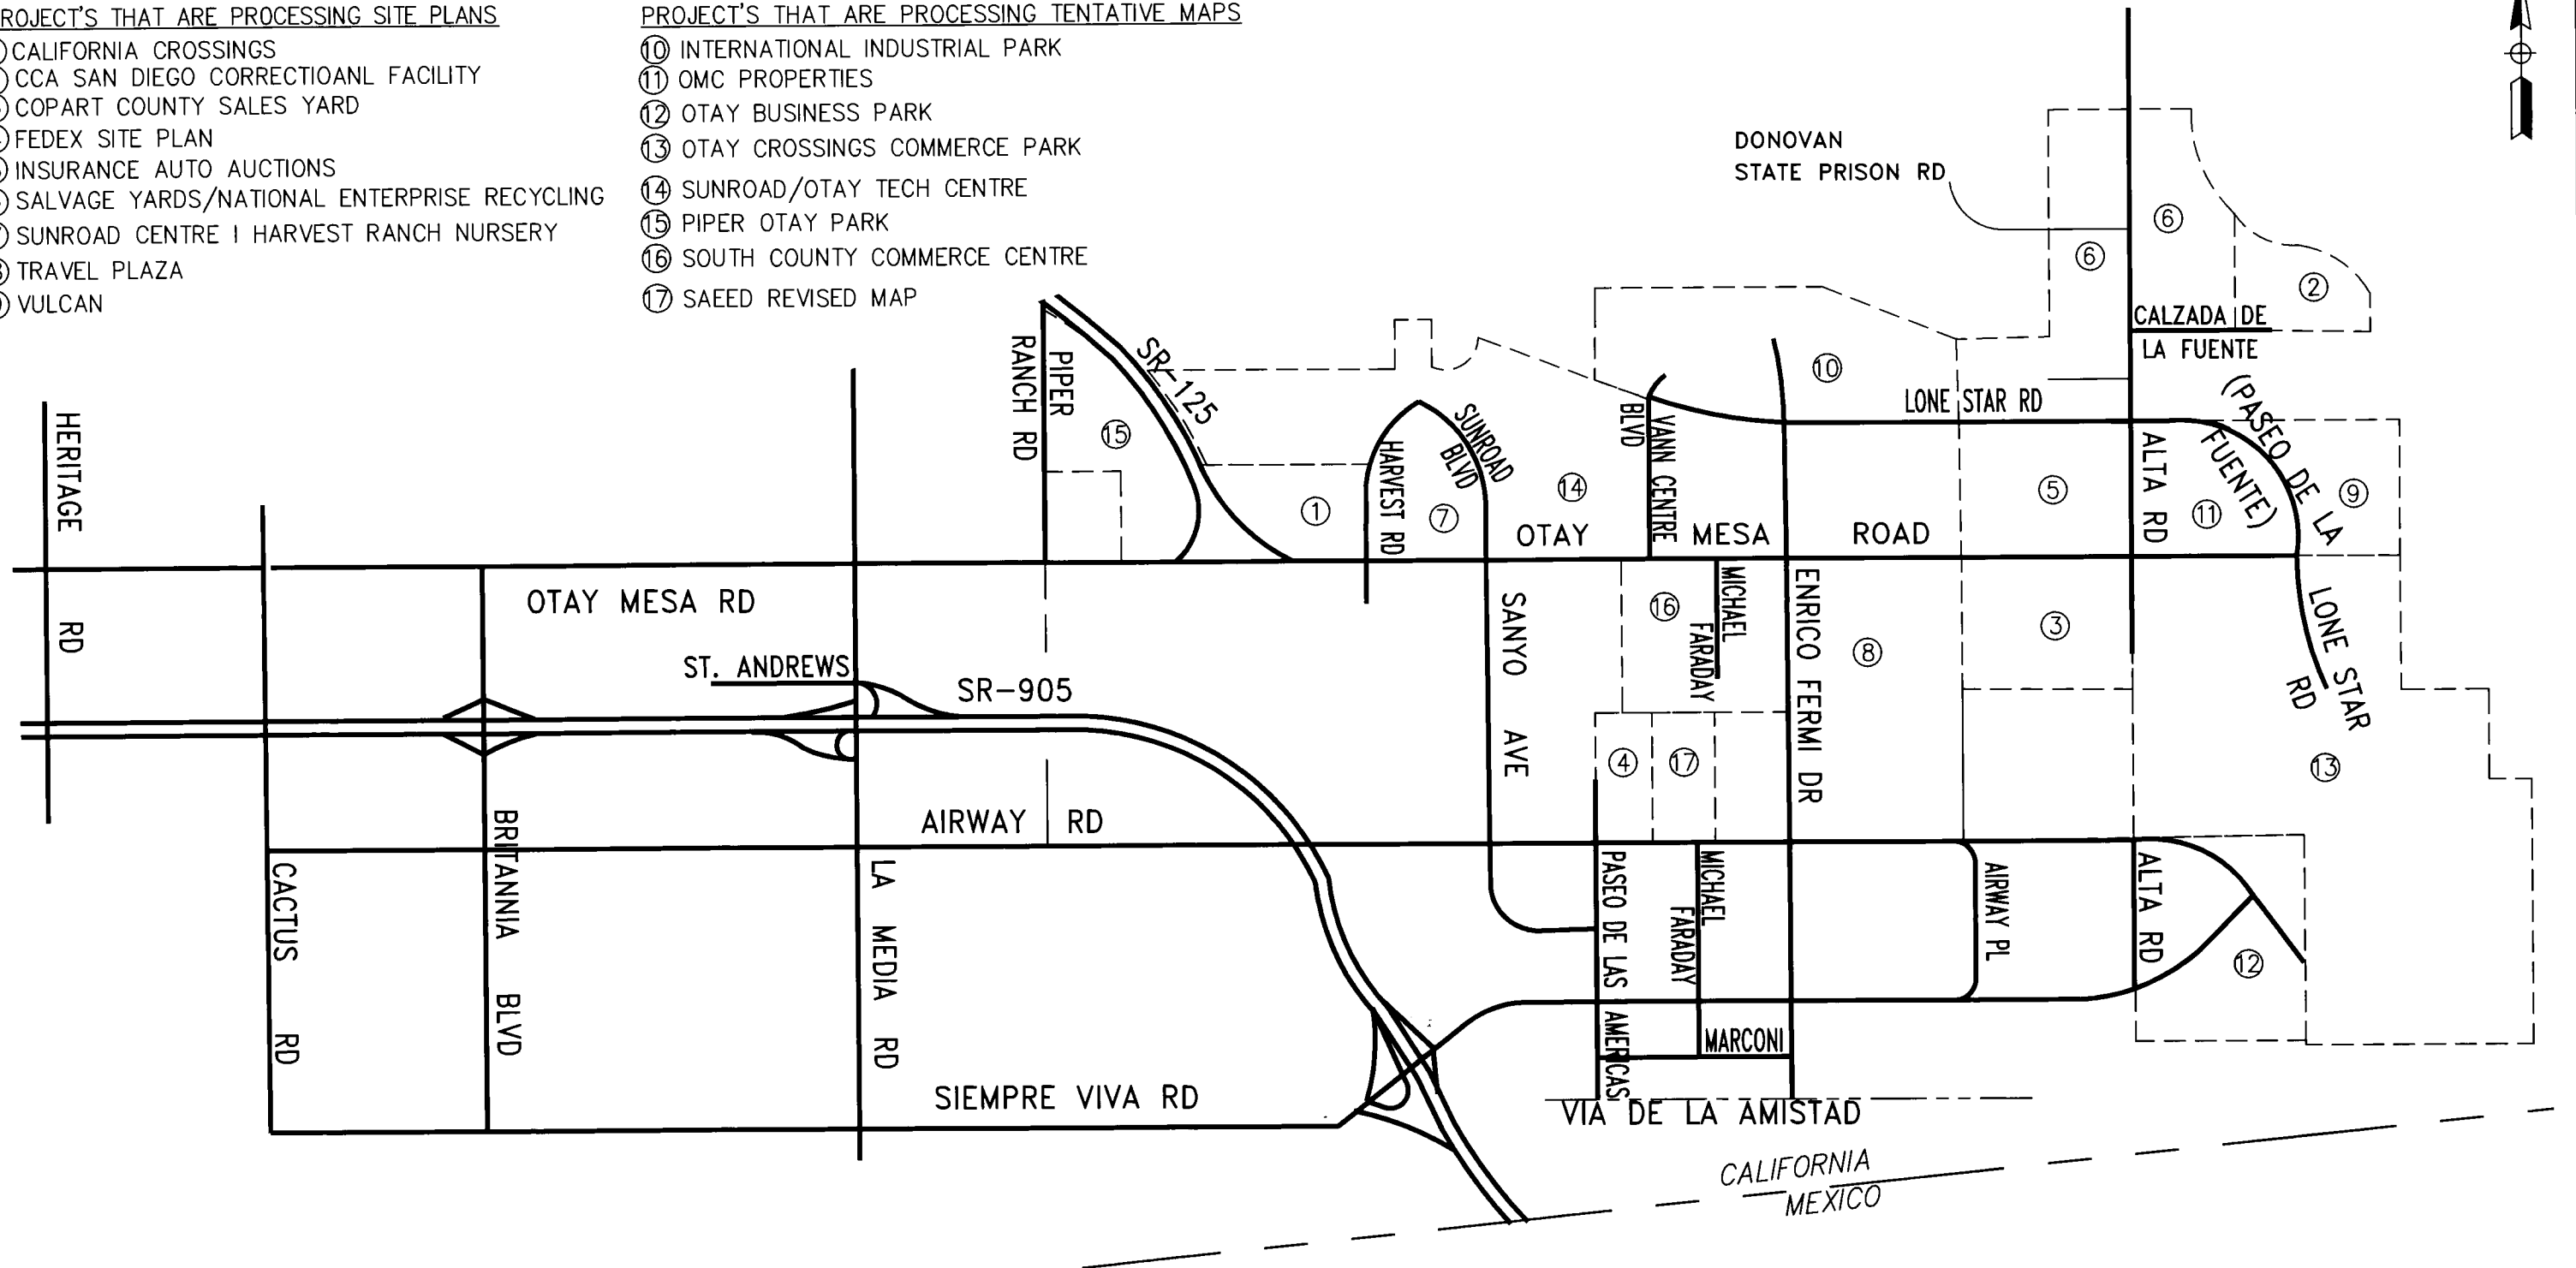 ROJECT'S THAT ARE PROCESSING SITE PLANS
CALIFORNIA CROSSINGS
CCA SAN DIEGO CORRECTIOANL FACILITY
COPART COUNTY SALES YARD
FEDEX SITE PLAN
INSURANCE AUTO AUCTIONS
SALVAGE YARDS/NATIONAL ENTERPRISE RECYCLING
SUNROAD CENTRE I HARVEST RANCH NURSERY
TRAVEL PLAZA
VULCAN
PROJECT'S THAT ARE PROCESSING TENTATIVE MAPS
10 INTERNATIONAL INDUSTRIAL PARK
11 OMC PROPERTIES
12 OTAY BUSINESS PARK
13 OTAY CROSSINGS COMMERCE PARK
14 SUNROAD/OTAY TECH CENTRE
15 PIPER OTAY PARK
16 SOUTH COUNTY COMMERCE CENTRE
17 SAEED REVISED MAP
DONOVAN
STATE PRISON RD
6
6
2
CALZADA DE
LA FUENTE
(PASEO DE LA
FUENTE)
10
LONE STAR RD
PIPER
RANCH RD
SR-125
15
HERITAGE
RD
1
HARVEST RD
SUNROAD
BLVD
7
14
VANN CENTRE
BLVD
5
ALTA RD
11
9
OTAY MESA ROAD
OTAY MESA RD
ST. ANDREWS
SR-905
SANYO AVE
16
MICHAEL
FARADAY
ENRICO FERMI DR
8
3
LONE STAR
RD
13
4
17
AIRWAY RD
CACTUS RD
BRITANNIA BLVD
LA MEDIA RD
PASEO DE LAS AMERICAS
MICHAEL
FARADAY
AIRWAY PL
ALTA RD
12
MARCONI
SIEMPRE VIVA RD
VIA DE LA AMISTAD
CALIFORNIA
MEXICO